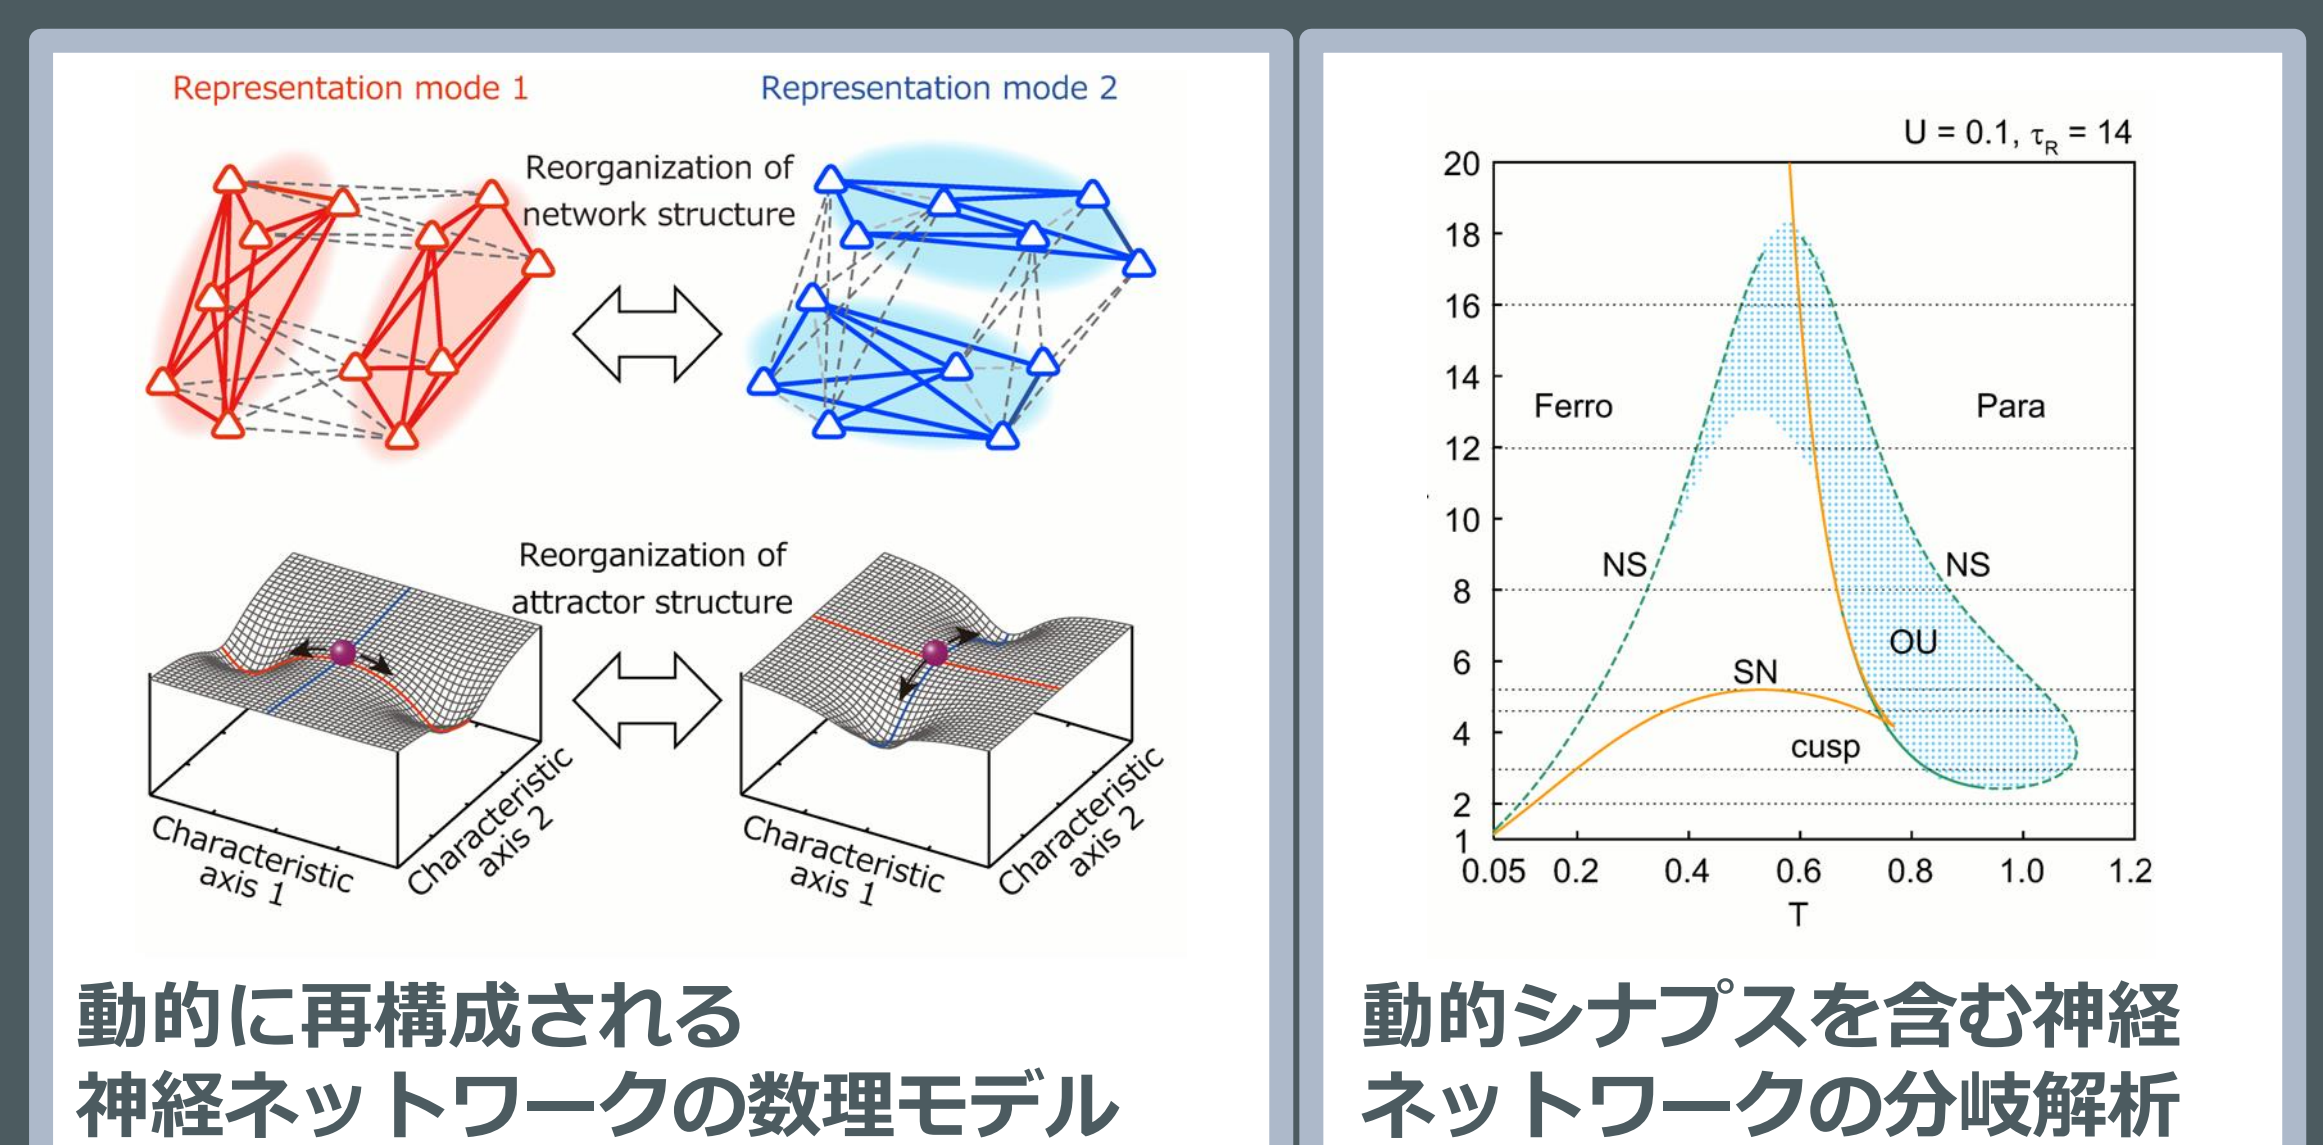 Representation mode 1
Representation mode 2
Reorganization of
network structure
Reorganization of
attractor structure
Characteristic
axis 1
Characteristic
axis 2
Characteristic
axis 1
Characteristic
axis 2
動的に再構成される
神経ネットワークの数理モデル
U = 0.1, τR = 14
20
18
16
14
12
10
8
6
4
2
1
Ferro
Para
NS
NS
OU
SN
cusp
0.05 0.2 0.4 0.6 0.8 1.0 1.2
T
動的シナプスを含む神経
ネットワークの分岐解析